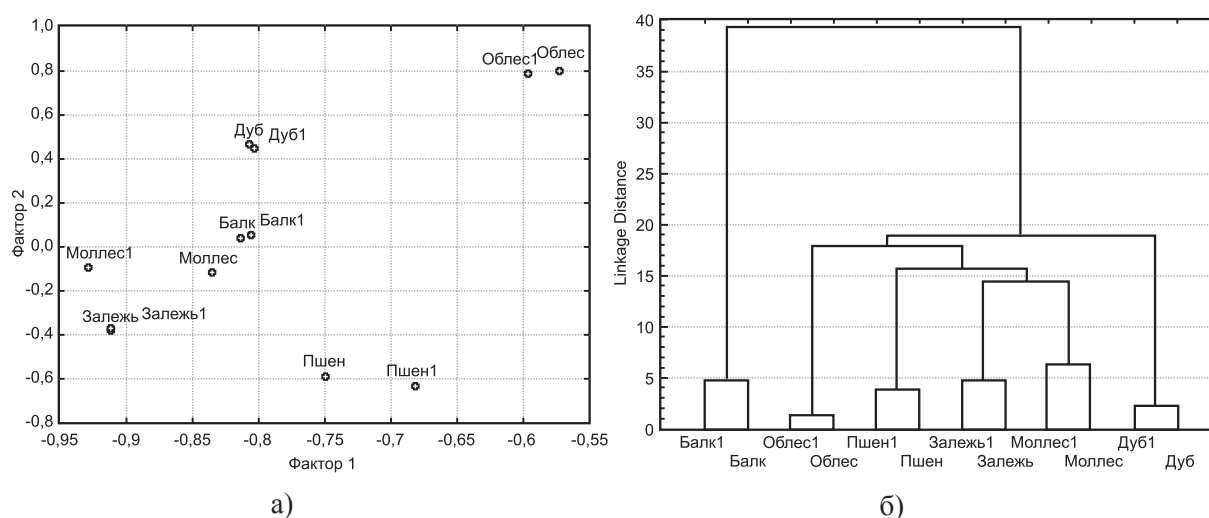 1,0
0,8
0,6
0,4
0,2
0,0
-0,2
-0,4
-0,6
-0,8
Фактор 2
Облес1 Облес
Дуб Дуб1
Балк Балк1
Моллес1 Моллес
Залежь Залежь1
Пшен Пшен1
-0,95 -0,9 -0,85 -0,8 -0,75 -0,7 -0,65 -0,6 -0,55
Фактор 1
а)
40
35
30
25
20
15
10
5
0
Linkage Distance
Балк1 Облес1 Пшен1 Залежь1 Моллес1 Дуб1
Балк Облес Пшен Залежь Моллес Дуб
б)